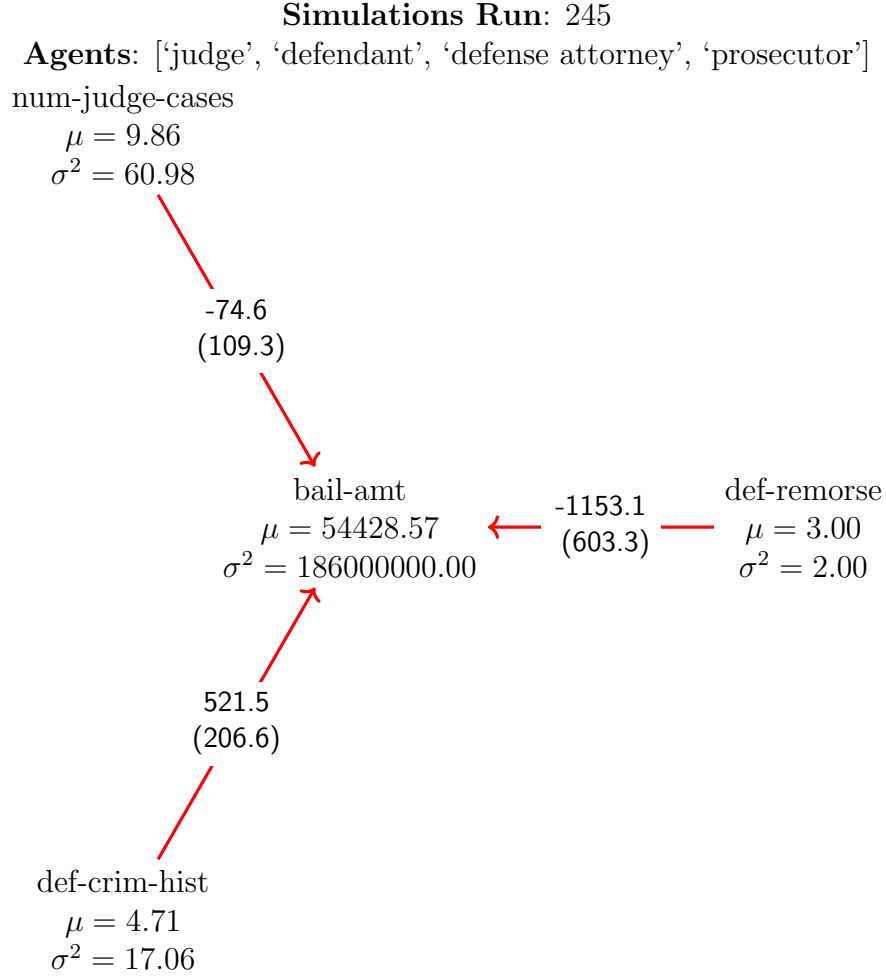 Simulations Run: 245
Agents: [‘judge’, ‘defendant’, ‘defense attorney’, ‘prosecutor’]
num-judge-cases
μ = 9.86
σ² = 60.98
-74.6
(109.3)
bail-amt
μ = 54428.57
σ² = 186000000.00
-1153.1
(603.3)
def-remorse
μ = 3.00
σ² = 2.00
521.5
(206.6)
def-crim-hist
μ = 4.71
σ² = 17.06